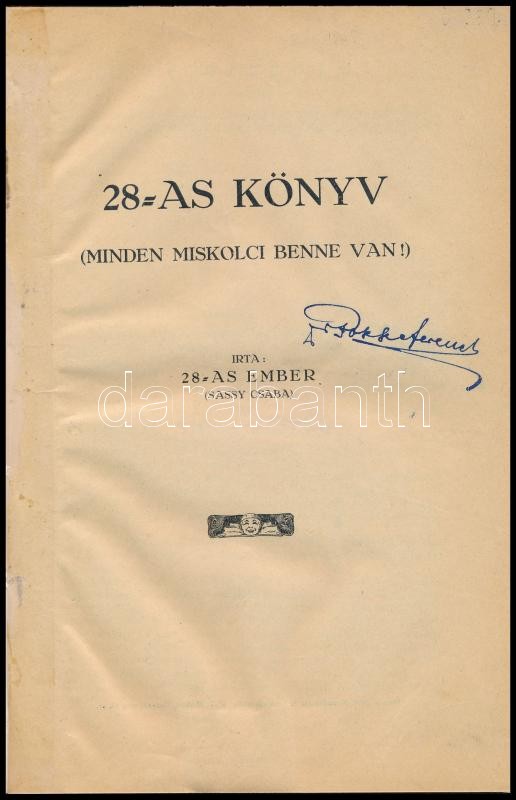 28=AS KÖNYV
(MINDEN MISKOLCI BENNE VAN!)
IRTA:
28=AS EMBER
(SASSY CSABA)
darabanth